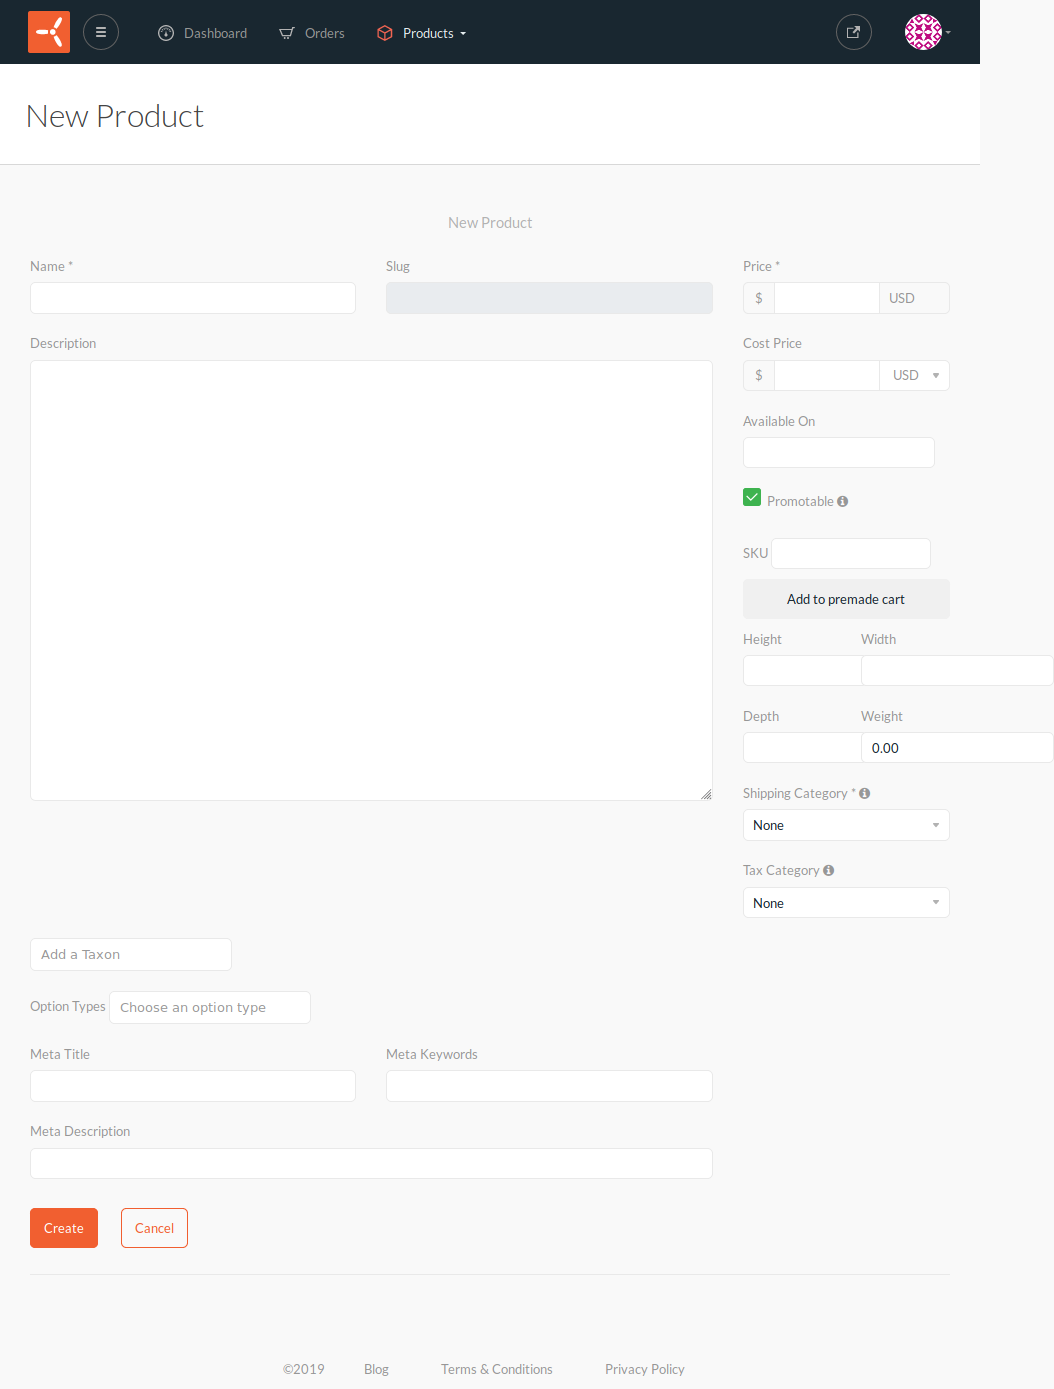 Dashboard Orders Products
New Product
New Product
Name * Slug Price *
$ USD
Description Cost Price
$ USD
Available On
Promotable
SKU
Add to premade cart
Height Width
Depth Weight
0.00
Shipping Category *
None
Tax Category
None
Add a Taxon
Option Types Choose an option type
Meta Title Meta Keywords
Meta Description
Create Cancel
©2019 Blog Terms & Conditions Privacy Policy